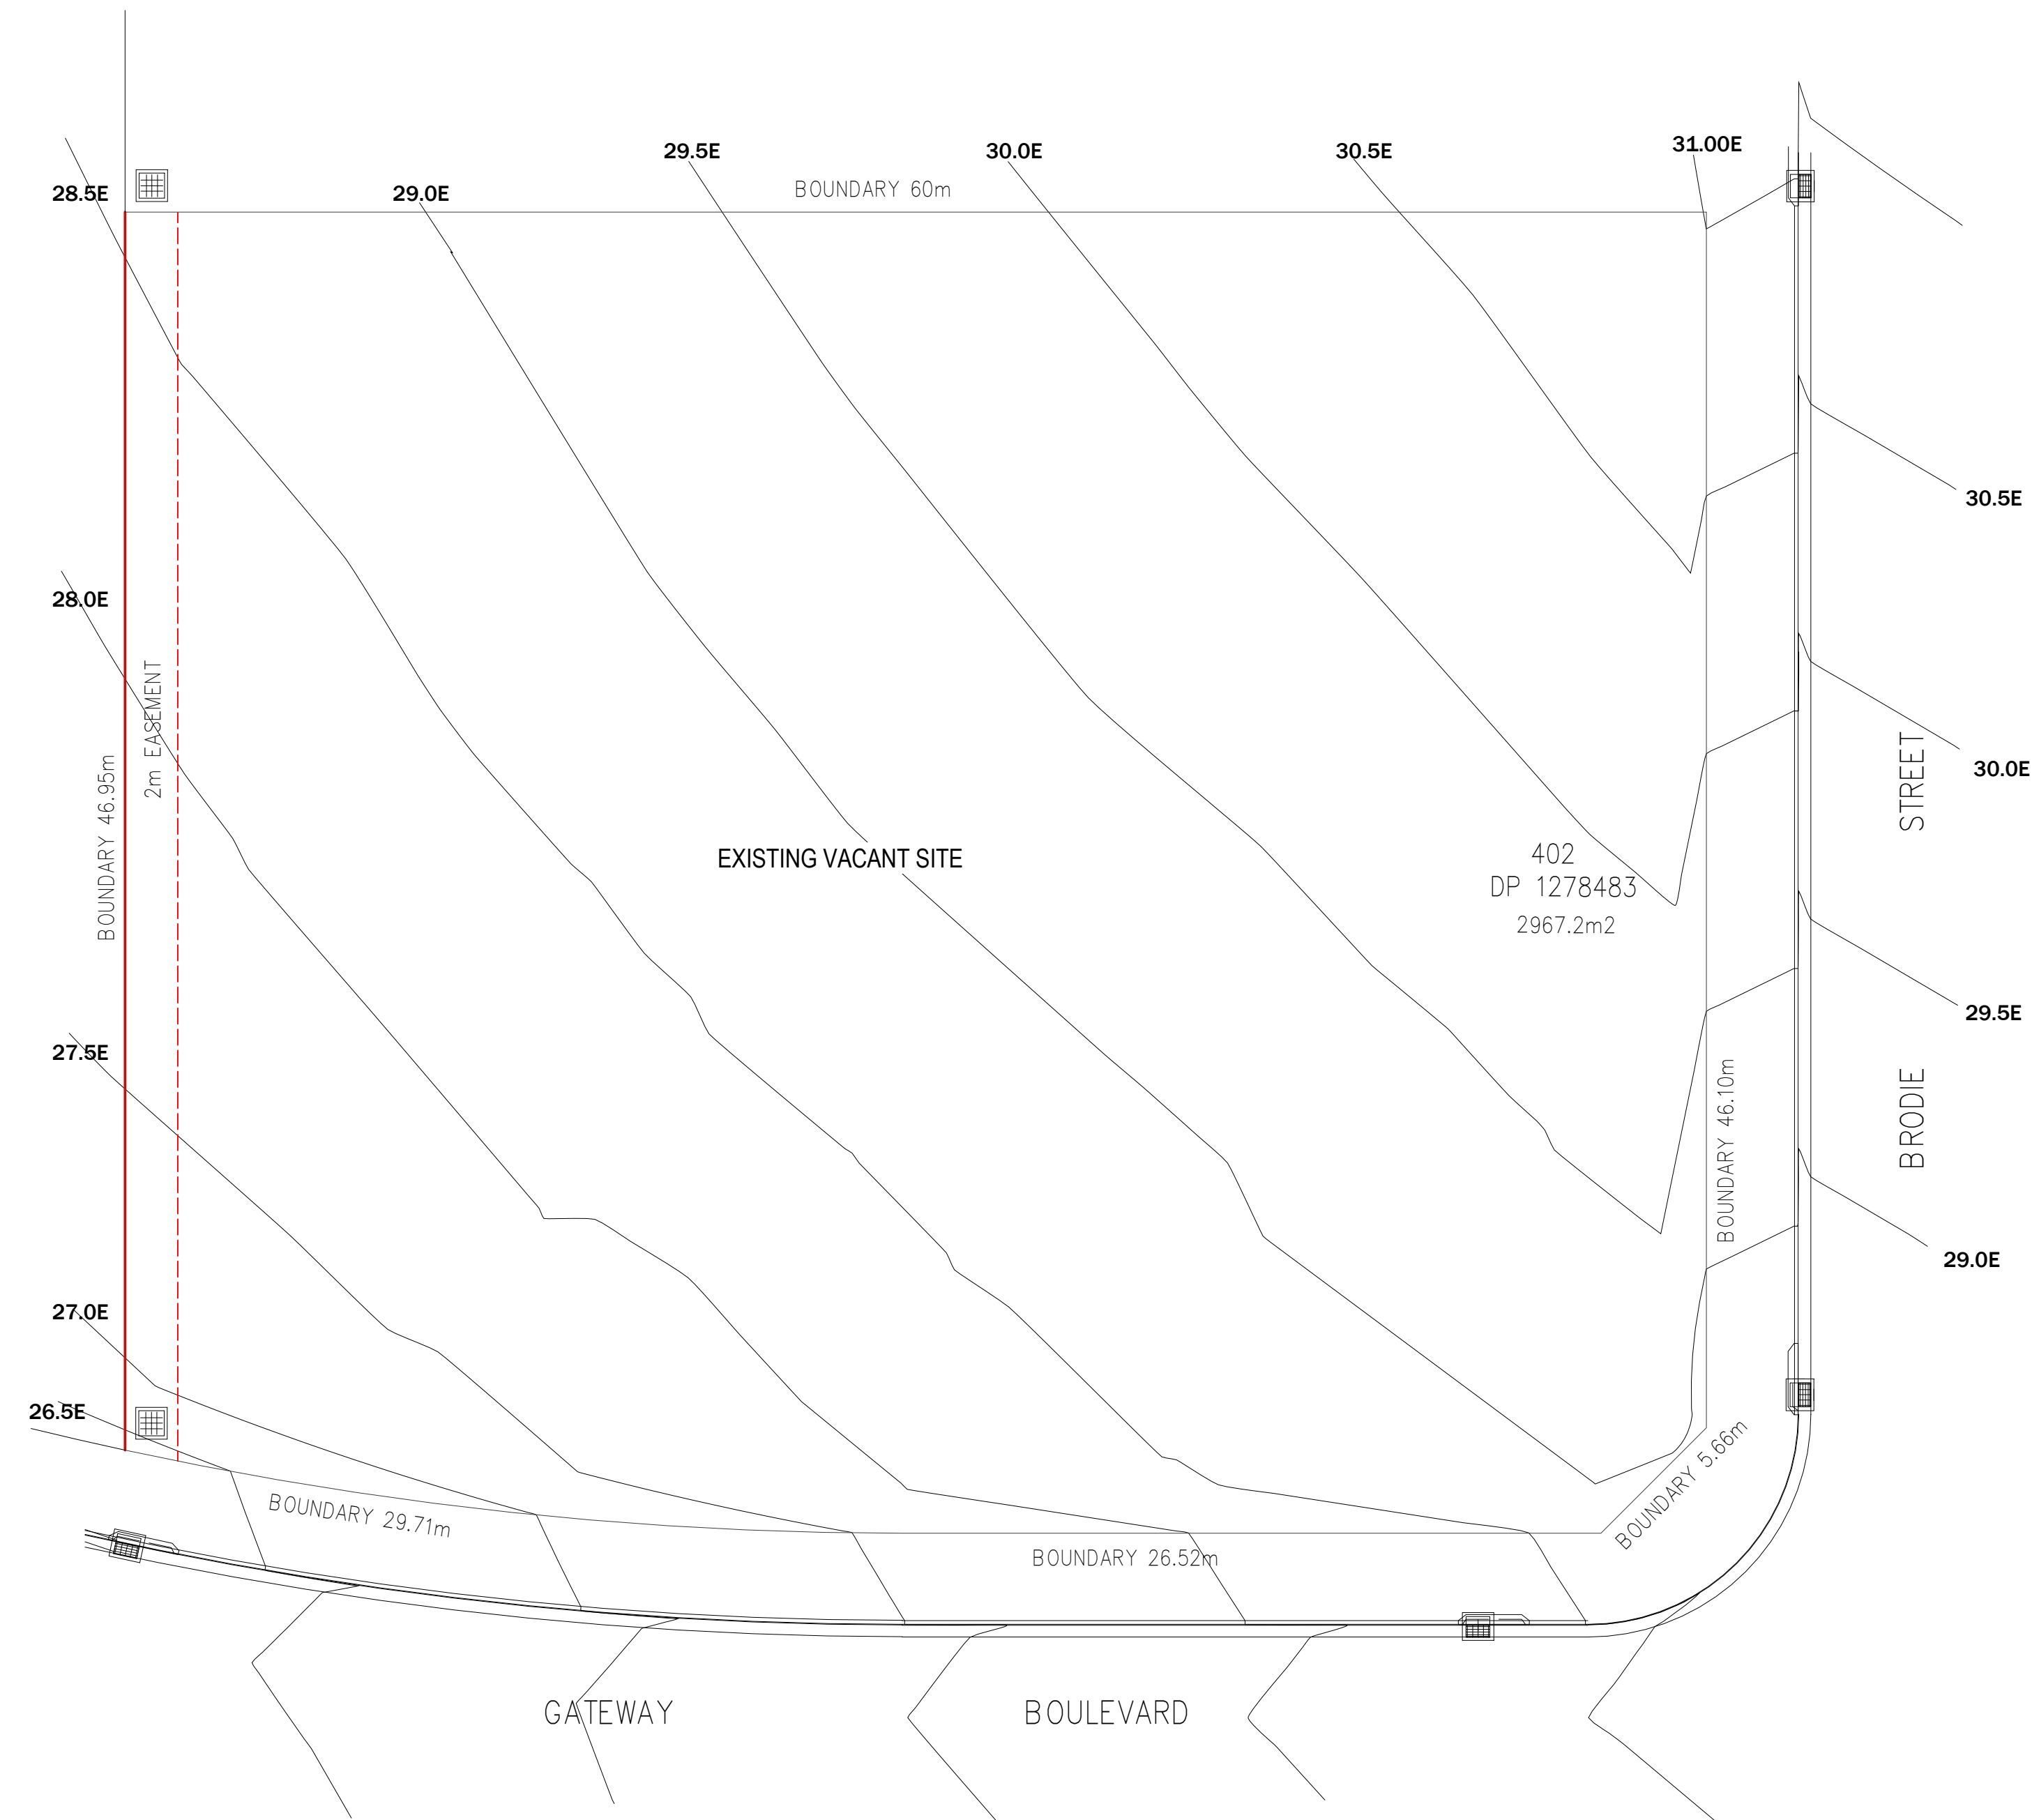 31.00E
29.5E
30.0E
30.5E
28.5E
29.0E
BOUNDARY 60m
30.5E
28.0E
2m EASEMENT
BOUNDARY 46.95m
STREET
30.0E
EXISTING VACANT SITE
402
DP 1278483
2967.2m2
29.5E
27.5E
BOUNDARY 46.10m
BRODIE
29.0E
27.0E
26.5E
BOUNDARY 5.66m
BOUNDARY 29.71m
BOUNDARY 26.52m
GATEWAY BOULEVARD